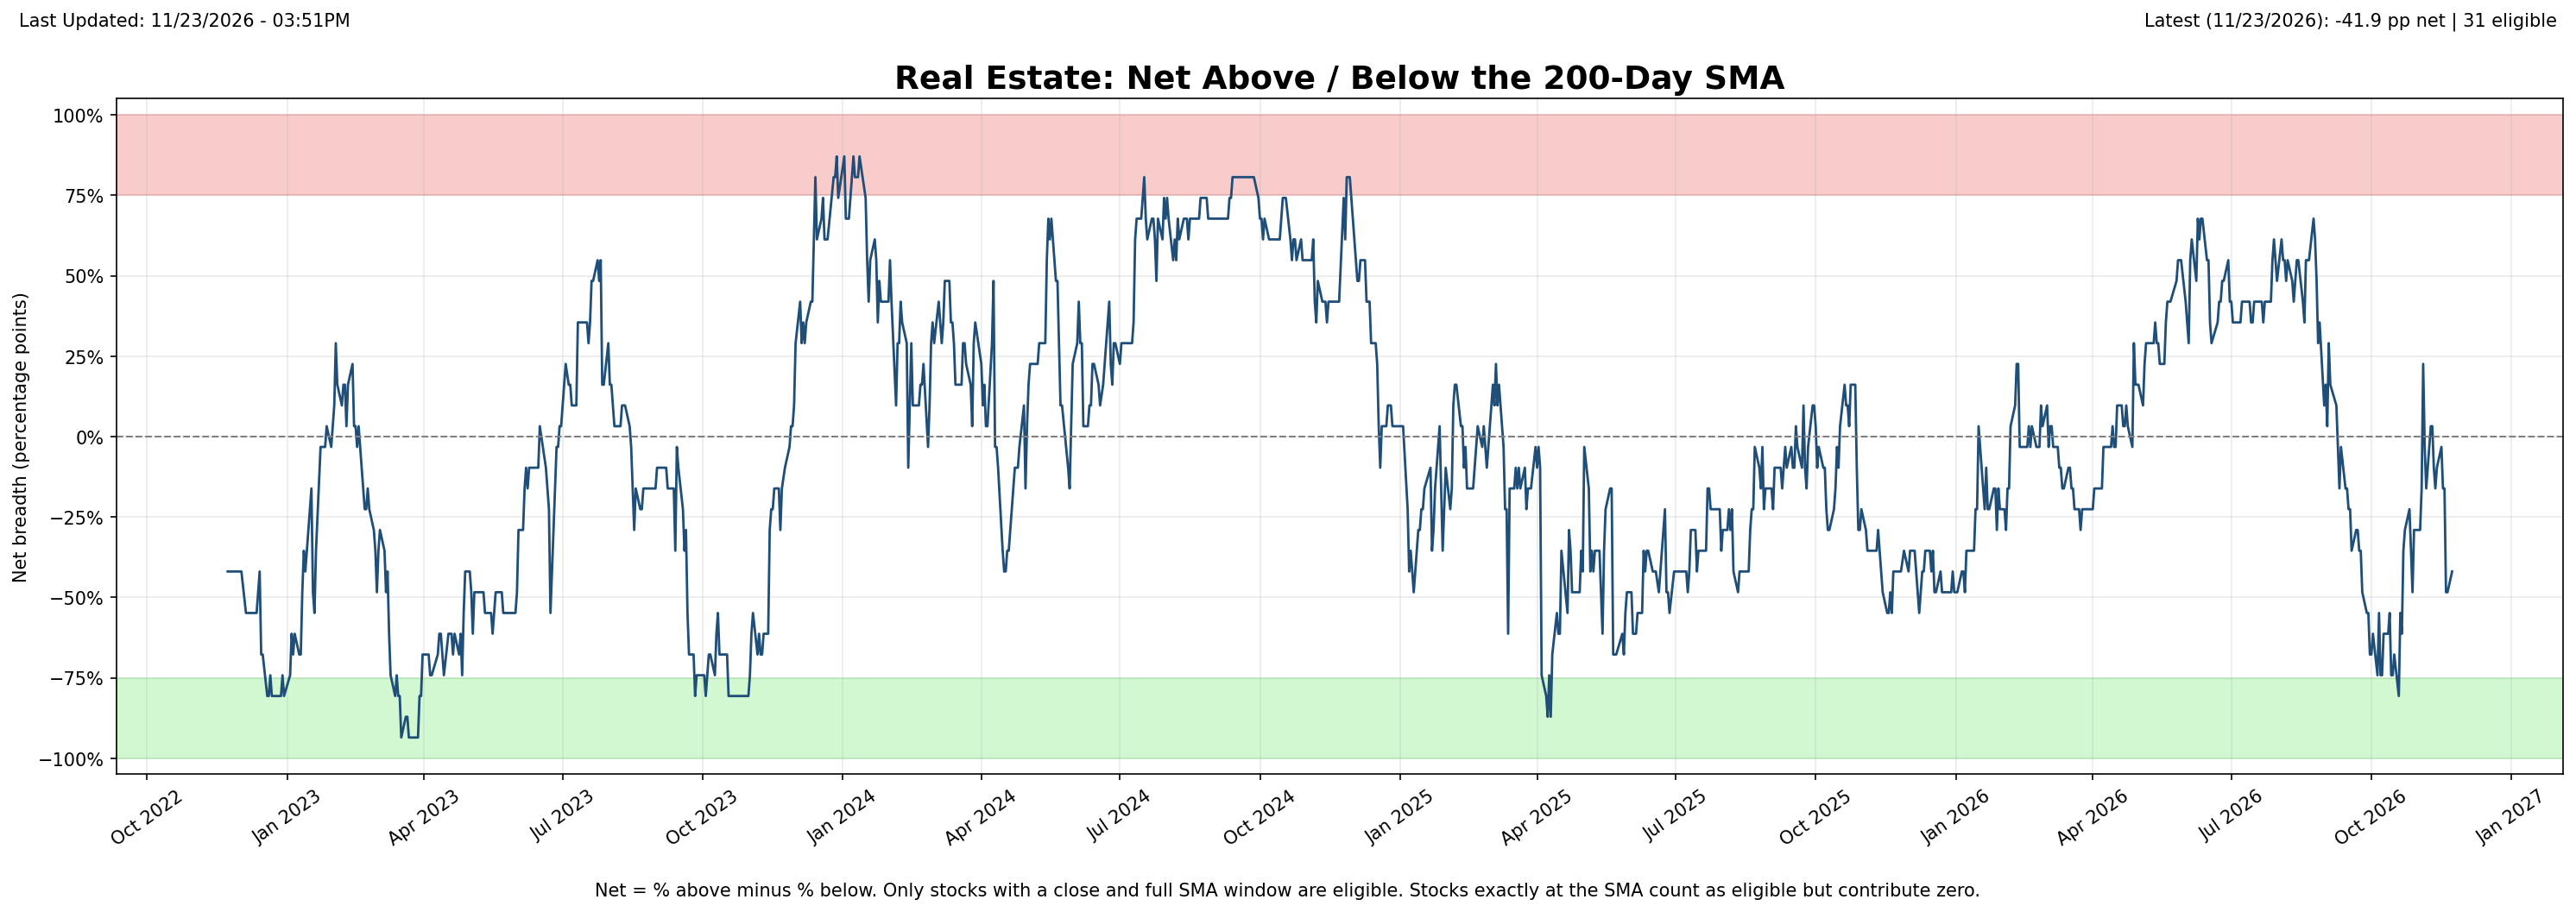 Last Updated: 11/23/2026 - 03:51PM
Latest (11/23/2026): -41.9 pp net | 31 eligible
Real Estate: Net Above / Below the 200-Day SMA
Net breadth (percentage points)
100%
75%
50%
25%
0%
−25%
−50%
−75%
−100%
Oct 2022
Jan 2023
Apr 2023
Jul 2023
Oct 2023
Jan 2024
Apr 2024
Jul 2024
Oct 2024
Jan 2025
Apr 2025
Jul 2025
Oct 2025
Jan 2026
Apr 2026
Jul 2026
Oct 2026
Jan 2027
Net = % above minus % below. Only stocks with a close and full SMA window are eligible. Stocks exactly at the SMA count as eligible but contribute zero.